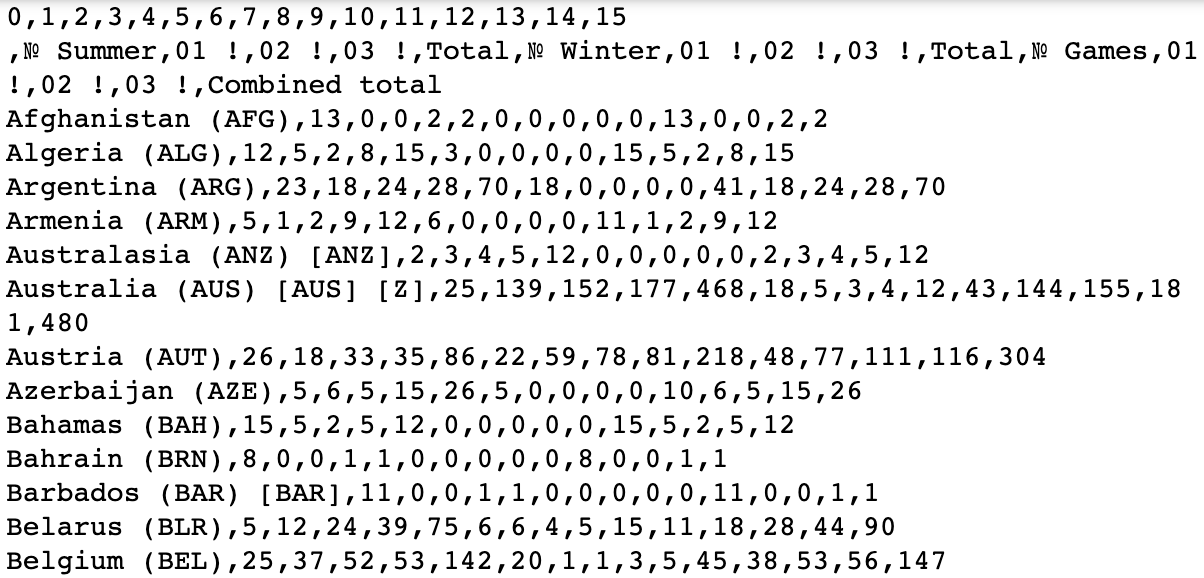 0,1,2,3,4,5,6,7,8,9,10,11,12,13,14,15
,№ Summer,01 !,02 !,03 !,Total,№ Winter,01 !,02 !,03 !,Total,№ Games,01
!,02 !,03 !,Combined total
Afghanistan (AFG),13,0,0,2,2,0,0,0,0,0,13,0,0,2,2
Algeria (ALG),12,5,2,8,15,3,0,0,0,0,15,5,2,8,15
Argentina (ARG),23,18,24,28,70,18,0,0,0,0,41,18,24,28,70
Armenia (ARM),5,1,2,9,12,6,0,0,0,0,11,1,2,9,12
Australasia (ANZ) [ANZ],2,3,4,5,12,0,0,0,0,0,2,3,4,5,12
Australia (AUS) [AUS] [Z],25,139,152,177,468,18,5,3,4,12,43,144,155,18
1,480
Austria (AUT),26,18,33,35,86,22,59,78,81,218,48,77,111,116,304
Azerbaijan (AZE),5,6,5,15,26,5,0,0,0,0,10,6,5,15,26
Bahamas (BAH),15,5,2,5,12,0,0,0,0,0,15,5,2,5,12
Bahrain (BRN),8,0,0,1,1,0,0,0,0,0,8,0,0,1,1
Barbados (BAR) [BAR],11,0,0,1,1,0,0,0,0,0,11,0,0,1,1
Belarus (BLR),5,12,24,39,75,6,6,4,5,15,11,18,28,44,90
Belgium (BEL),25,37,52,53,142,20,1,1,3,5,45,38,53,56,147